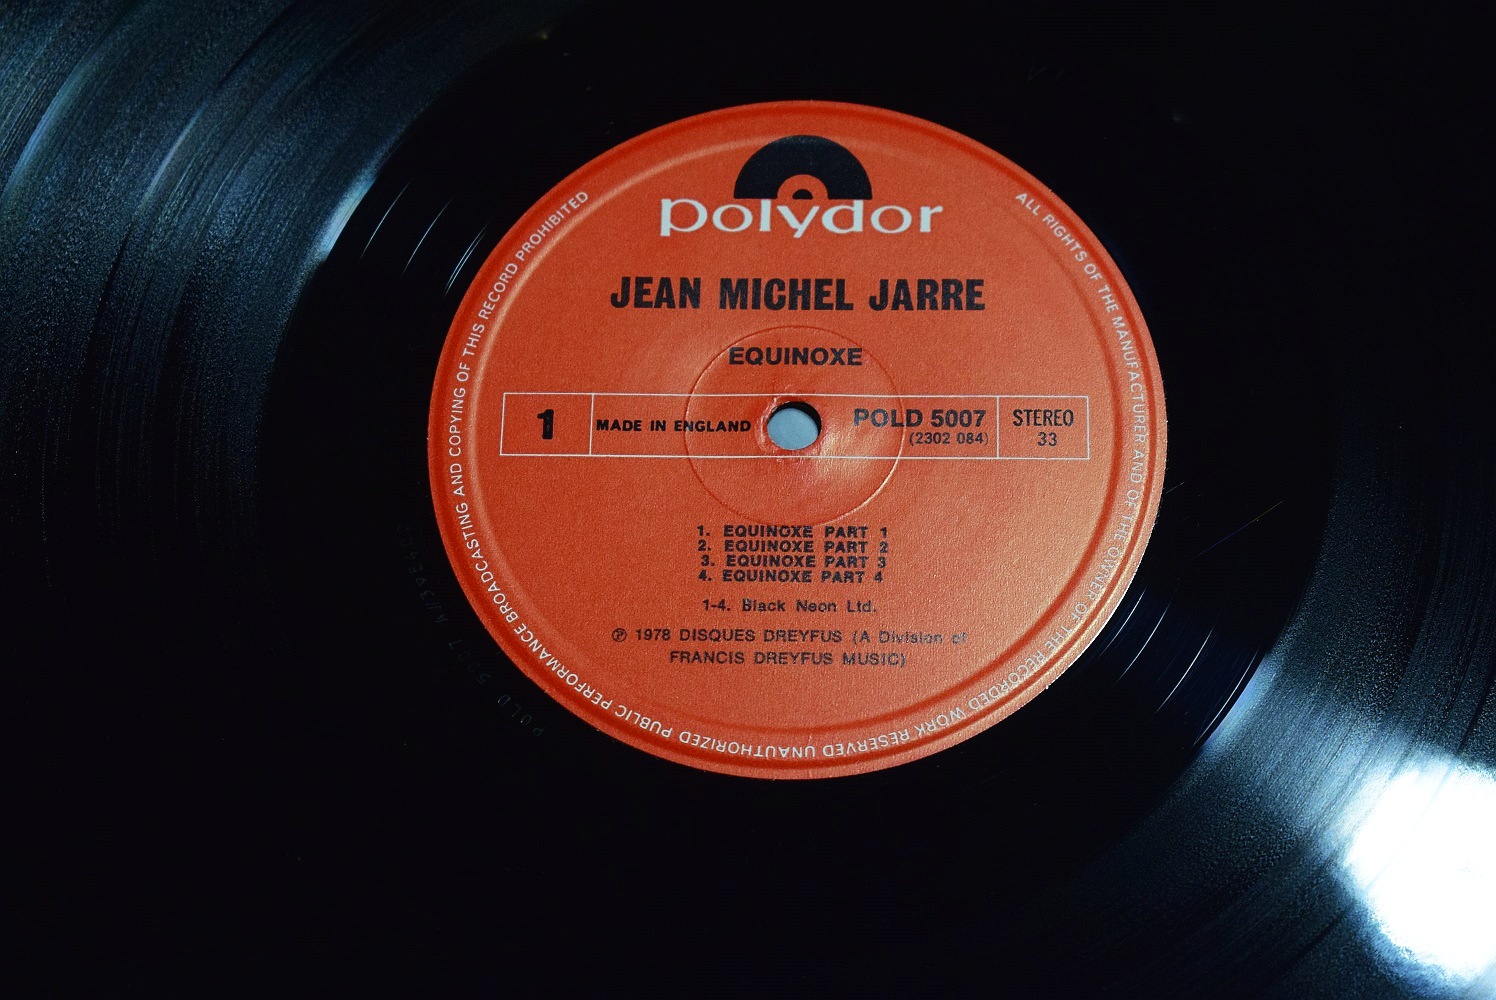 polydor
JEAN MICHEL JARRE
EQUINOXE
1
MADE IN ENGLAND
POLD 5007
(2302 084)
STEREO
33
1. EQUINOXE PART 1
2. EQUINOXE PART 2
3. EQUINOXE PART 3
4. EQUINOXE PART 4
1-4. Black Neon Ltd.
℗ 1978 DISQUES DREYFUS (A Division of
FRANCIS DREYFUS MUSIC)
ALL RIGHTS OF THE MANUFACTURER AND OF THE OWNER OF THE RECORDED WORK RESERVED UNAUTHORIZED PUBLIC PERFORMANCE BROADCASTING AND COPYING OF THIS RECORD PROHIBITED
POLD 5007